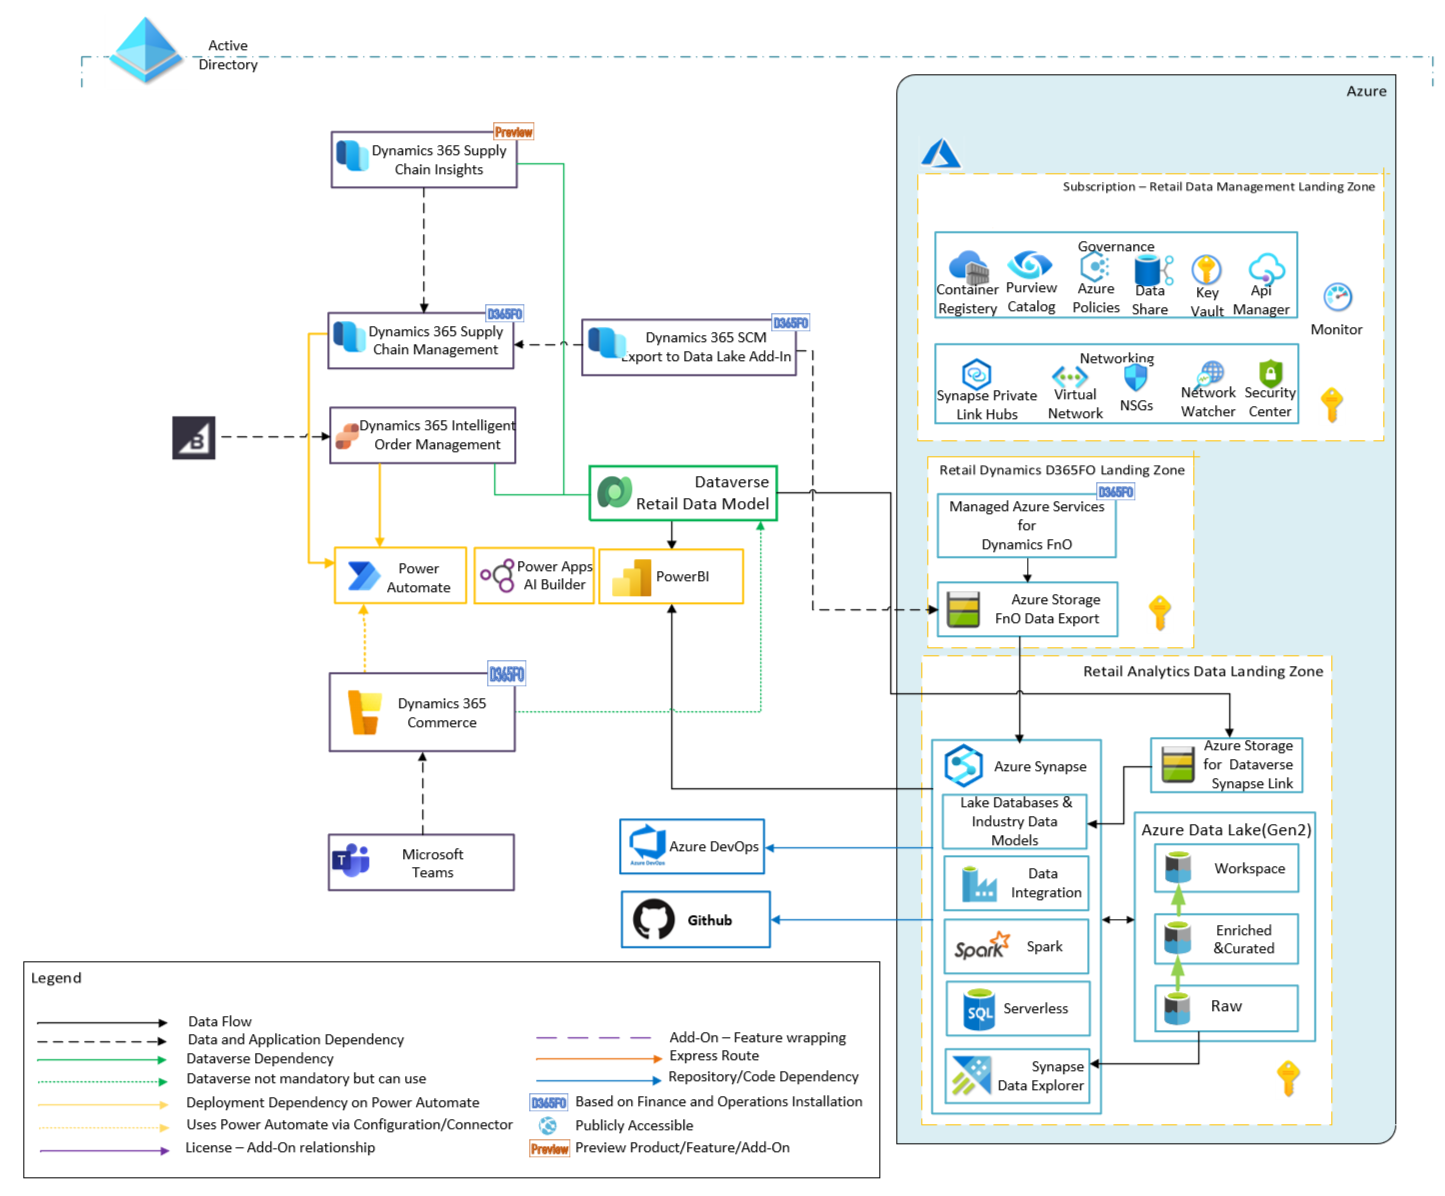 Active
Directory
Azure
Preview
Dynamics 365 Supply
Chain Insights
Subscription – Retail Data Management Landing Zone
Governance
Container
Registery
Purview
Catalog
Azure
Policies
Data
Share
Key
Vault
Api
Manager
Monitor
D365FO
Dynamics 365 Supply
Chain Management
D365FO
Dynamics 365 SCM
Export to Data Lake Add-In
Networking
Synapse Private
Link Hubs
Virtual
Network
NSGs
Network
Watcher
Security
Center
B
Dynamics 365 Intelligent
Order Management
Dataverse
Retail Data Model
Retail Dynamics D365FO Landing Zone
D365FO
Managed Azure Services
for
Dynamics FnO
Power
Automate
Power Apps
AI Builder
PowerBI
Azure Storage
FnO Data Export
D365FO
Dynamics 365
Commerce
Retail Analytics Data Landing Zone
Azure Synapse
Azure Storage
for Dataverse
Synapse Link
Lake Databases &
Industry Data
Models
Azure Data Lake(Gen2)
T
Microsoft
Teams
Azure DevOps
Azure DevOps
Workspace
Data
Integration
Github
Enriched
&Curated
Spark
Spark
Raw
SQL
Serverless
Synapse
Data Explorer
Legend
Data Flow
Data and Application Dependency
Dataverse Dependency
Dataverse not mandatory but can use
Deployment Dependency on Power Automate
Uses Power Automate via Configuration/Connector
License – Add-On relationship
Add-On – Feature wrapping
Express Route
Repository/Code Dependency
D365FO Based on Finance and Operations Installation
Publicly Accessible
Preview Preview Product/Feature/Add-On